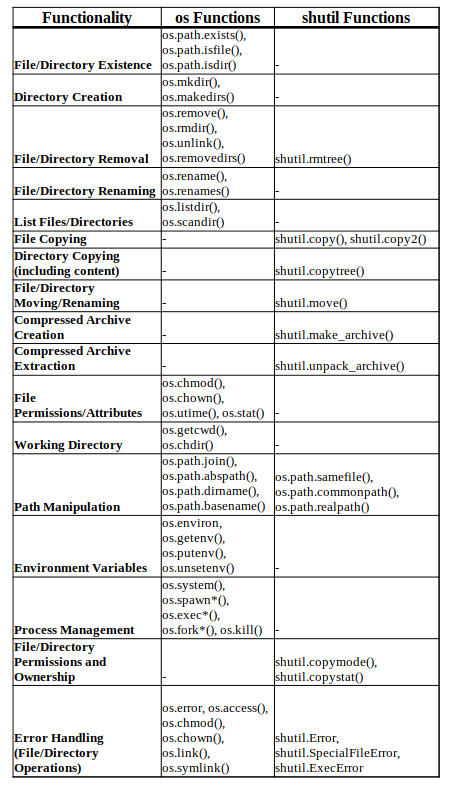 Functionality os Functions shutil Functions
os.path.exists(),
os.path.isfile(),
File/Directory Existence os.path.isdir() -
os.mkdir(),
Directory Creation os.makedirs() -
os.remove(),
os.rmdir(),
os.unlink(),
File/Directory Removal os.removedirs() shutil.rmtree()
os.rename(),
File/Directory Renaming os.renames() -
os.listdir(),
List Files/Directories os.scandir() -
File Copying - shutil.copy(), shutil.copy2()
Directory Copying
(including content) - shutil.copytree()
File/Directory
Moving/Renaming - shutil.move()
Compressed Archive
Creation - shutil.make_archive()
Compressed Archive
Extraction - shutil.unpack_archive()
os.chmod(),
File os.chown(),
Permissions/Attributes os.utime(), os.stat() -
os.getcwd(),
Working Directory os.chdir() -
os.path.join(),
os.path.abspath(), os.path.samefile(),
os.path.dirname(), os.path.commonpath(),
Path Manipulation os.path.basename() os.path.realpath()
os.environ,
os.getenv(),
os.putenv(),
Environment Variables os.unsetenv() -
os.system(),
os.spawn*(),
os.exec*(),
Process Management os.fork*(), os.kill() -
File/Directory
Permissions and shutil.copymode(),
Ownership - shutil.copystat()
os.error, os.access(),
os.chmod(),
Error Handling os.chown(), shutil.Error,
(File/Directory os.link(), shutil.SpecialFileError,
Operations) os.symlink() shutil.ExecError